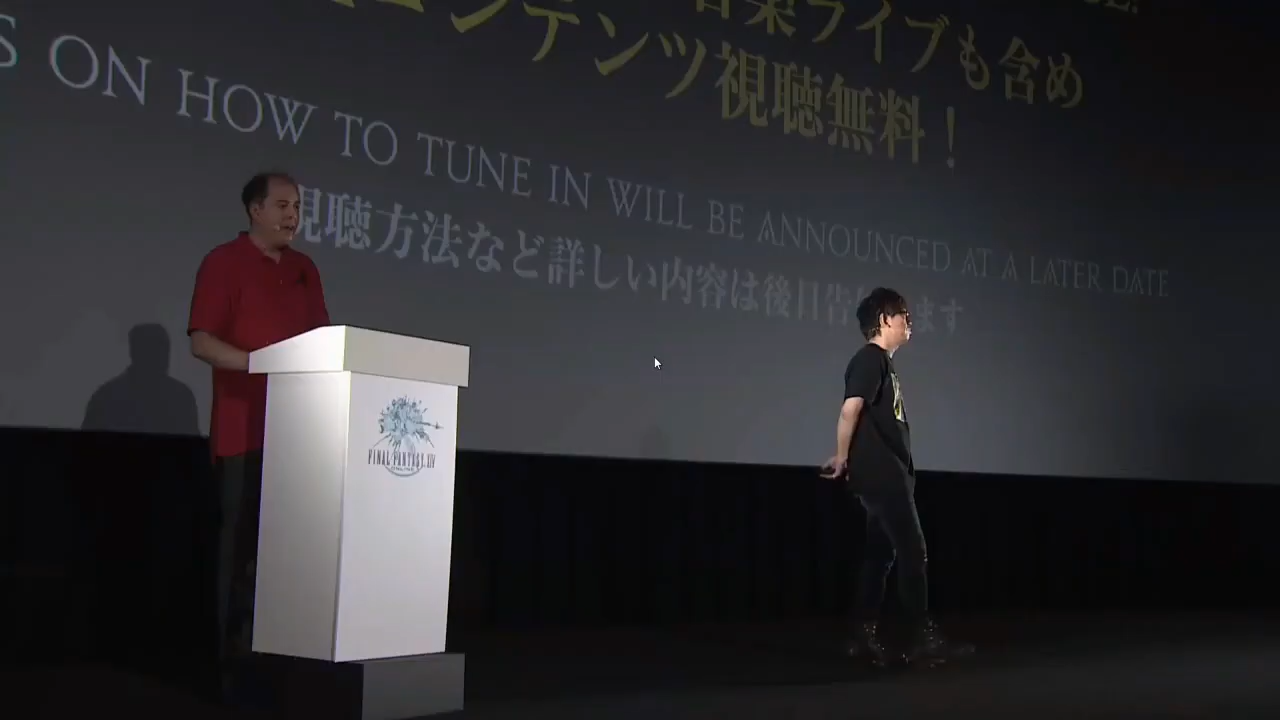 音楽ライブも含め
コンテンツ視聴無料！
S ON HOW TO TUNE IN WILL BE ANNOUNCED AT A LATER DATE
視聴方法など詳しい内容は後日告
ます
FINAL FANTASY XIV
ONLINE